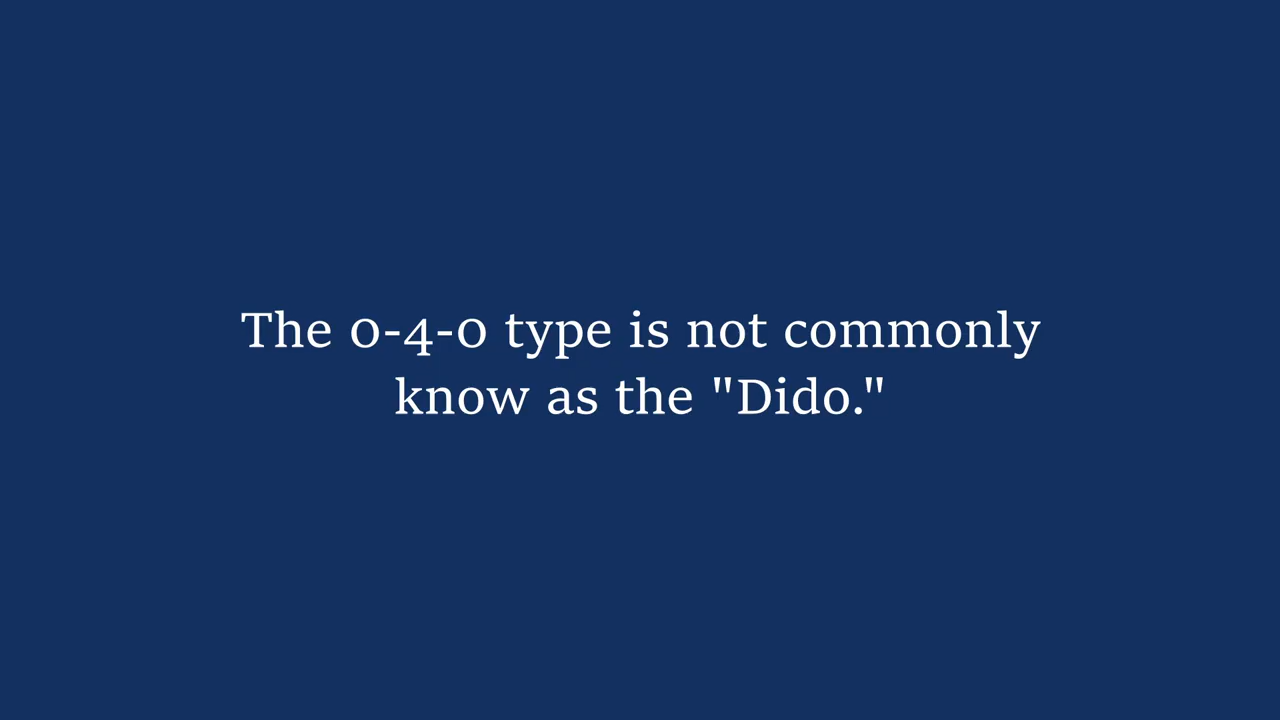 The 0-4-0 type is not commonly
know as the "Dido."